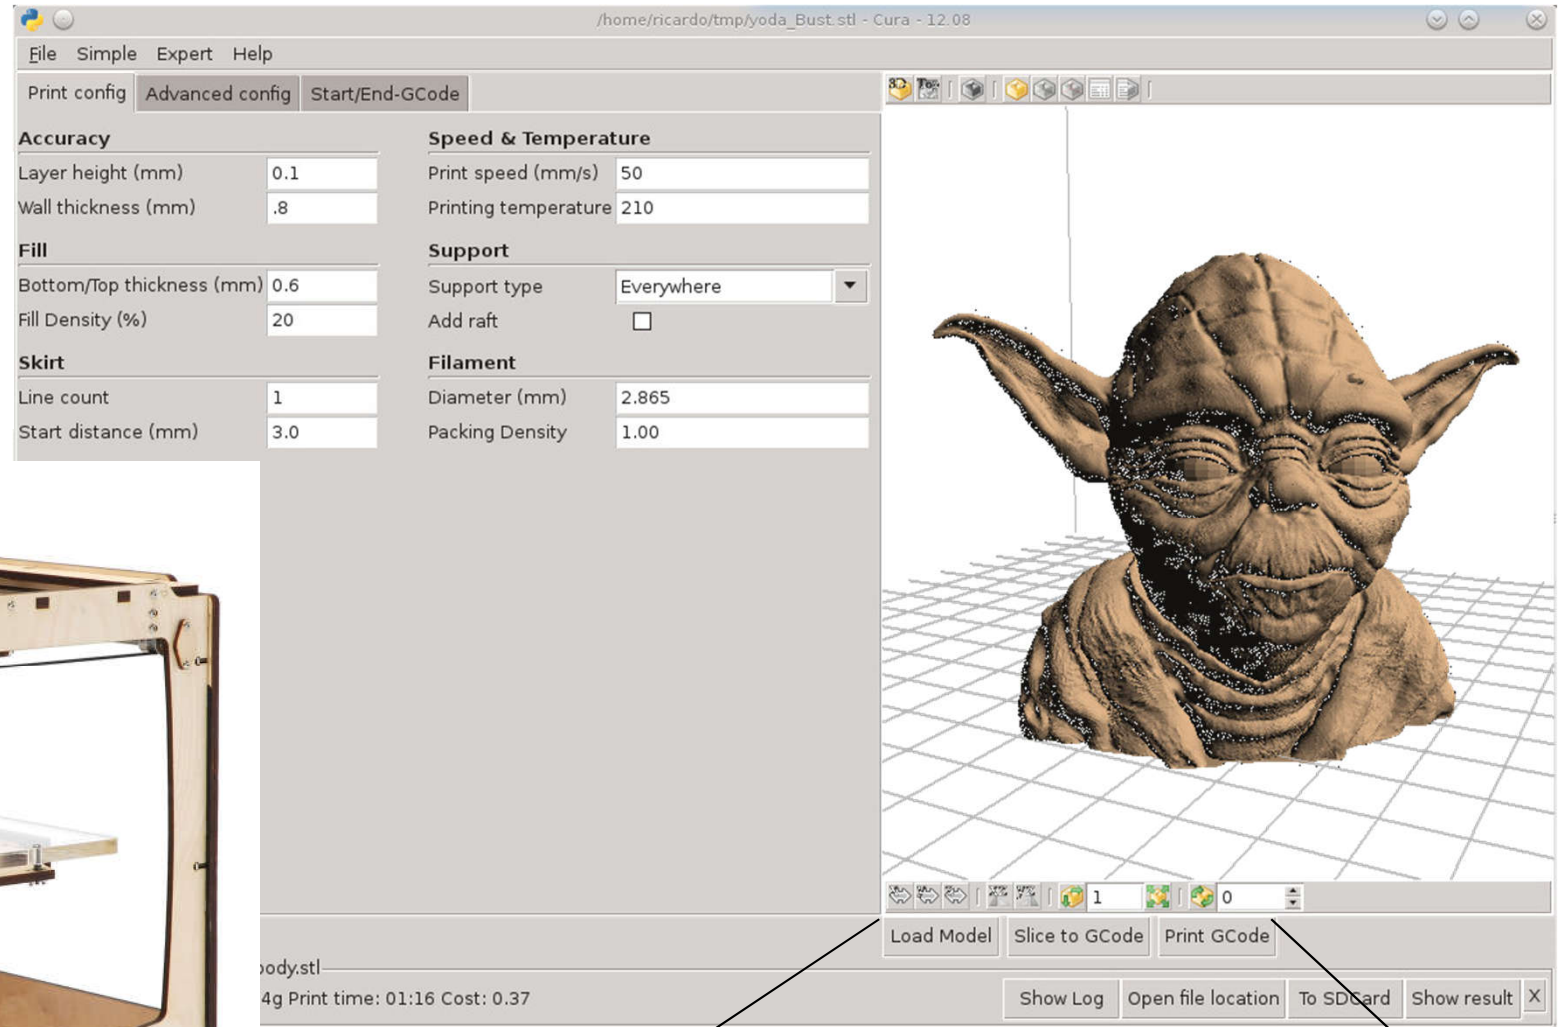 /home/ricardo/tmp/yoda_Bust.stl - Cura - 12.08
File Simple Expert Help
Print config Advanced config Start/End-GCode
Accuracy
Layer height (mm) 0.1
Wall thickness (mm) .8
Fill
Bottom/Top thickness (mm) 0.6
Fill Density (%) 20
Skirt
Line count 1
Start distance (mm) 3.0
Speed & Temperature
Print speed (mm/s) 50
Printing temperature 210
Support
Support type Everywhere
Add raft
Filament
Diameter (mm) 2.865
Packing Density 1.00
3D Top
1 0
Load Model Slice to GCode Print GCode
body.stl
4g Print time: 01:16 Cost: 0.37
Show Log Open file location To SDCard Show result X